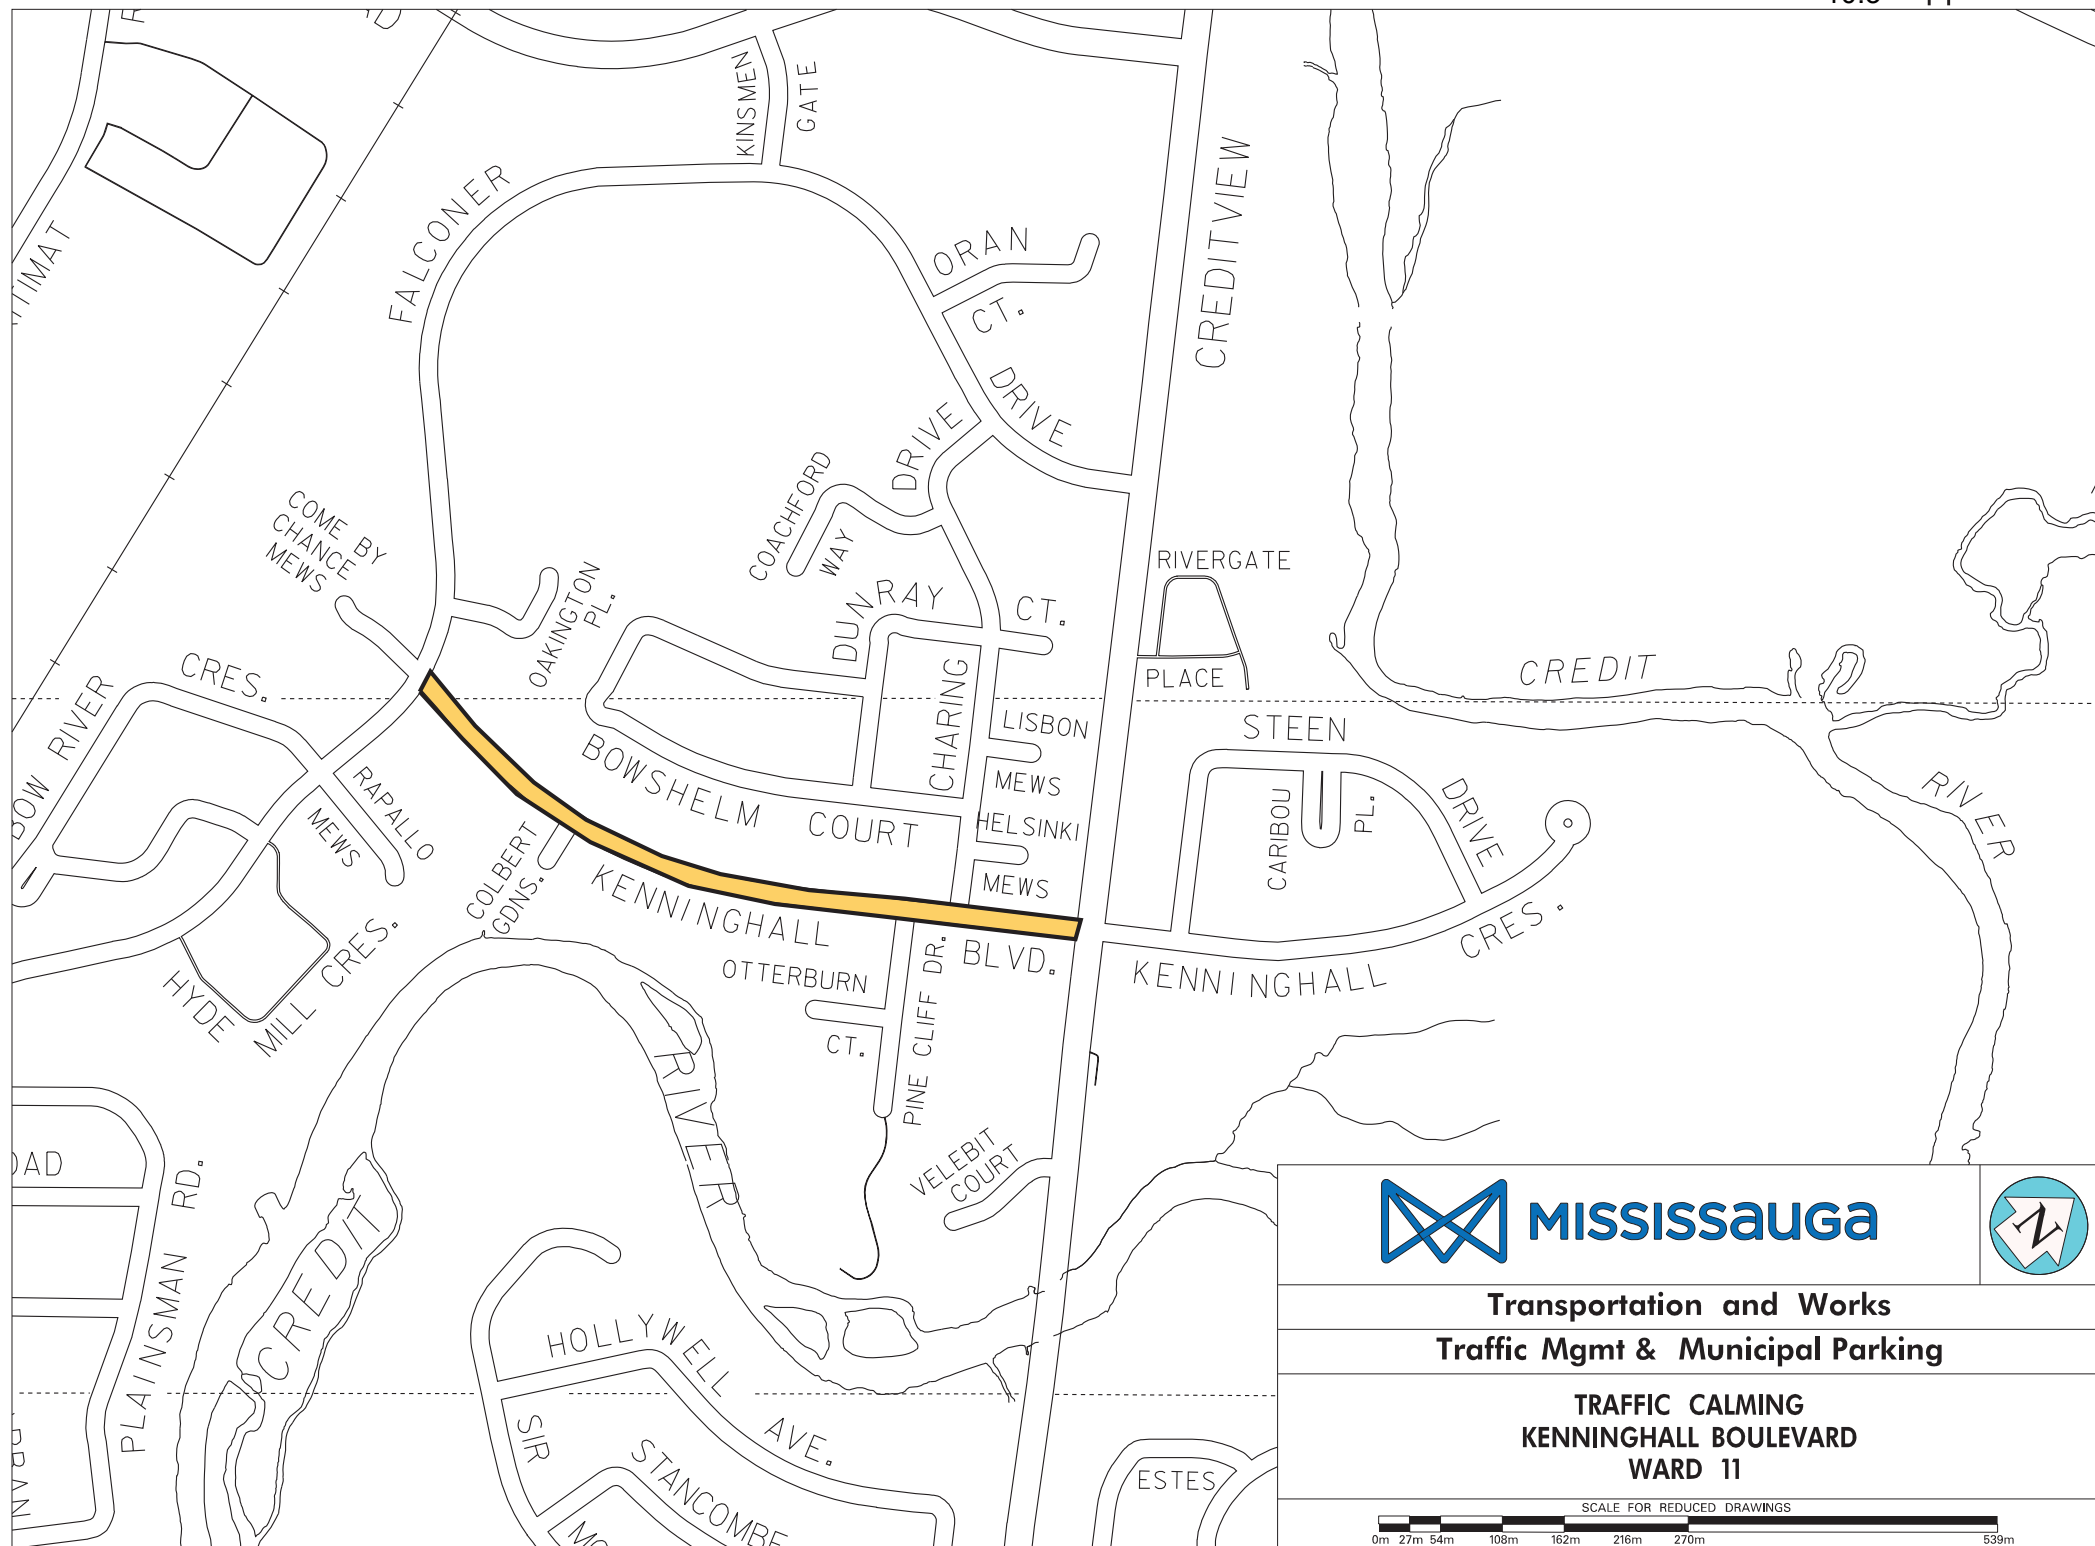 KINSMEN
GATE
FALCONER
ORAN
CT.
DRIVE
CREDITVIEW
DRIVE
COACHFORD
WAY
COME BY
CHANCE
MEWS
OAKINGTON
PL.
DUNRAY
CT.
RIVERGATE
PLACE
CREDIT
RIVER
CRES.
BOW RIVER
RAPALLO
MEWS
BOWSHELM COURT
CHARING
LISBON
MEWS
HELSINKI
MEWS
STEEN
DRIVE
CARIBOU
PL.
COLBERT
GDNS.
KENNINGHALL
BLVD.
KENNINGHALL
CRES.
OTTERBURN
CT.
PINE CLIFF DR.
HYDE
MILL CRES.
RIVER
CREDIT
VELEBIT
COURT
PLAINSMAN RD.
HOLLYWELL
AVE.
SIR
STANCOMBE
ESTES
MISSISSAUGA
N
Transportation and Works
Traffic Mgmt & Municipal Parking
TRAFFIC CALMING
KENNINGHALL BOULEVARD
WARD 11
SCALE FOR REDUCED DRAWINGS
0m 27m 54m 108m 162m 216m 270m 539m